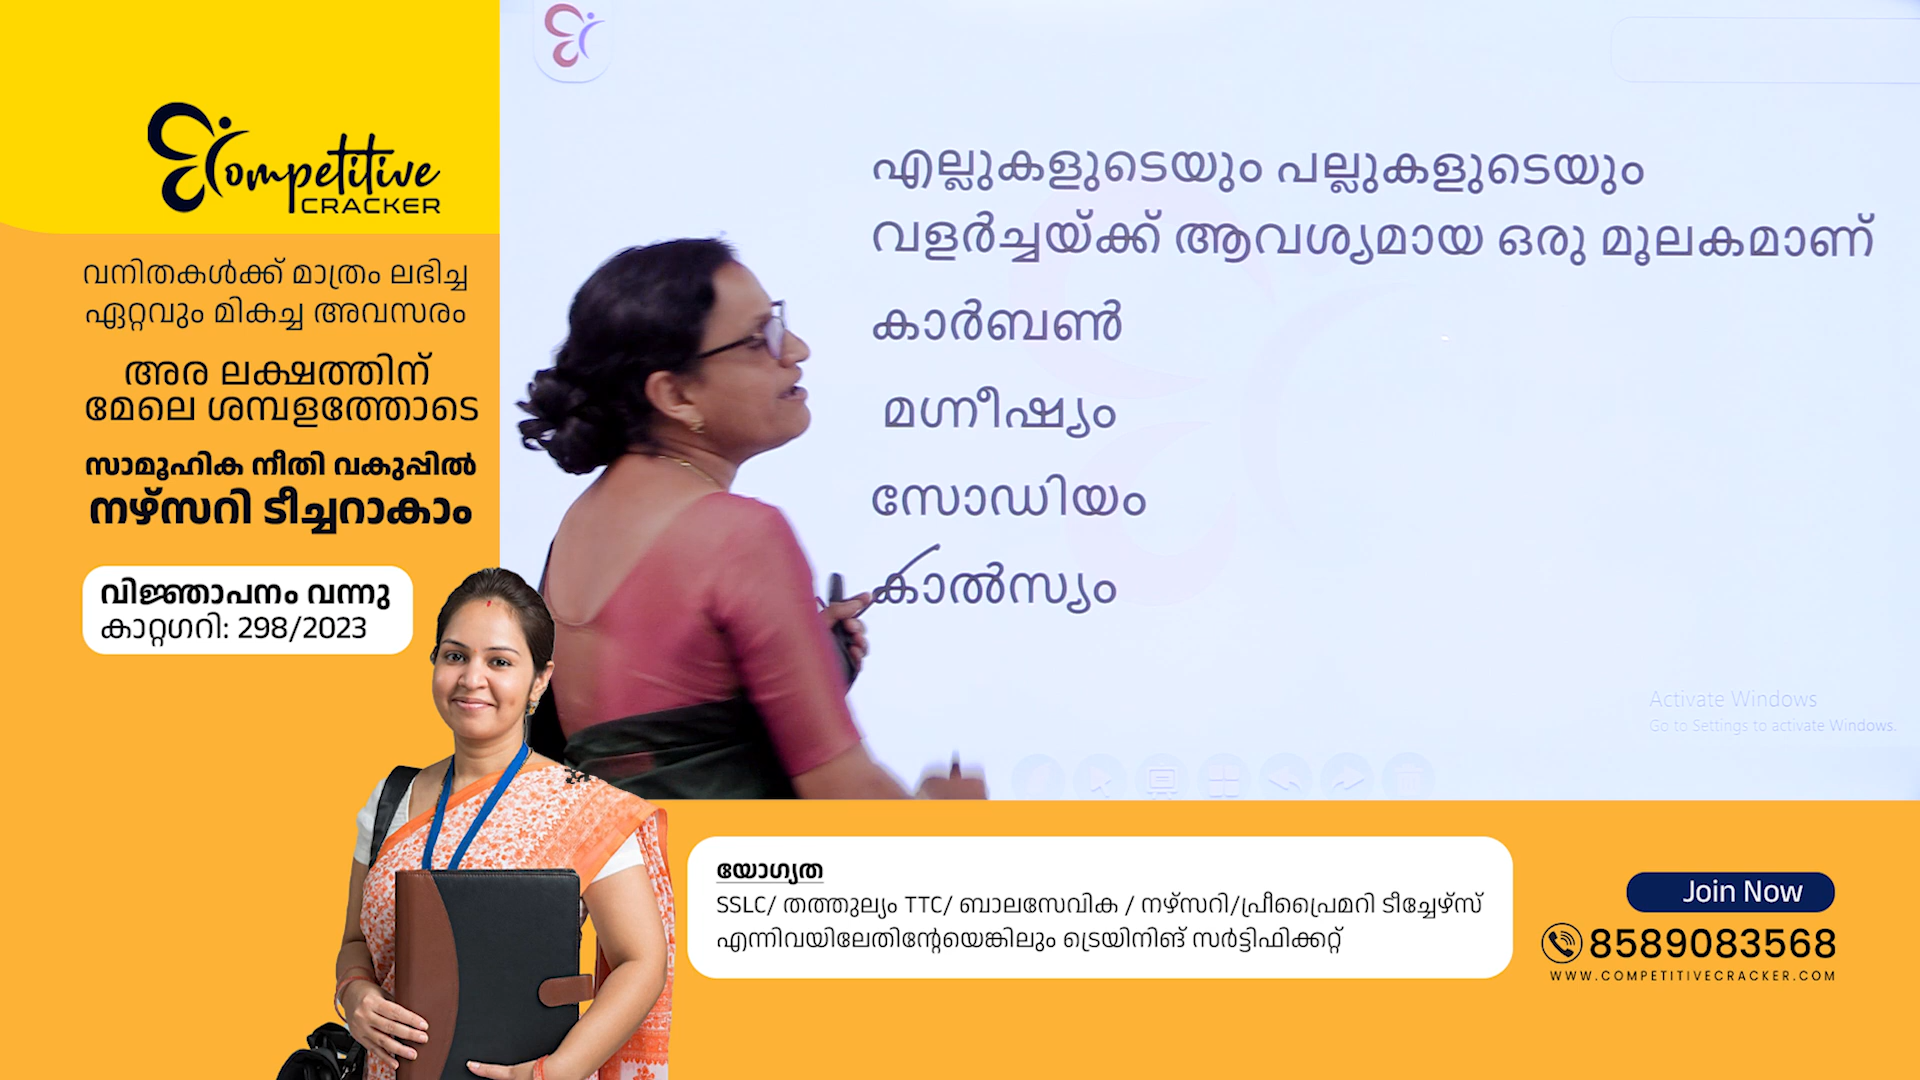 Competitive
CRACKER
വനിതകൾക്ക് മാത്രം ലഭിച്ച
ഏറ്റവും മികച്ച അവസരം
അര ലക്ഷത്തിന്
മേലെ ശമ്പളത്തോടെ
സാമൂഹിക നീതി വകുപ്പിൽ
നഴ്സറി ടീച്ചറാകാം
വിജ്ഞാപനം വന്നു
കാറ്റഗറി: 298/2023
എല്ലുകളുടെയും പല്ലുകളുടെയും
വളർച്ചയ്ക്ക് ആവശ്യമായ ഒരു മൂലകമാണ്
കാർബൺ
മഗ്നീഷ്യം
സോഡിയം
കാൽസ്യം
Activate Windows
Go to Settings to activate Windows.
യോഗ്യത
SSLC/ തത്തുല്യം TTC/ ബാലസേവിക / നഴ്സറി/പ്രീപ്രൈമറി ടീച്ചേഴ്സ്
എന്നിവയിലേതിന്റേയെങ്കിലും ട്രെയിനിങ് സർട്ടിഫിക്കറ്റ്
Join Now
8589083568
WWW.COMPETITIVECRACKER.COM